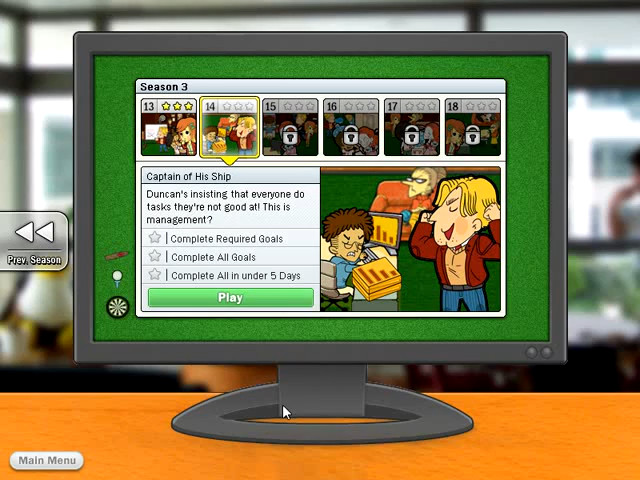 Season 3
13
14
15
16
17
18
Captain of His Ship
Duncan's insisting that everyone do
tasks they're not good at! This is
management?
Complete Required Goals
Complete All Goals
Complete All in under 5 Days
Play
Prev Season
Main Menu